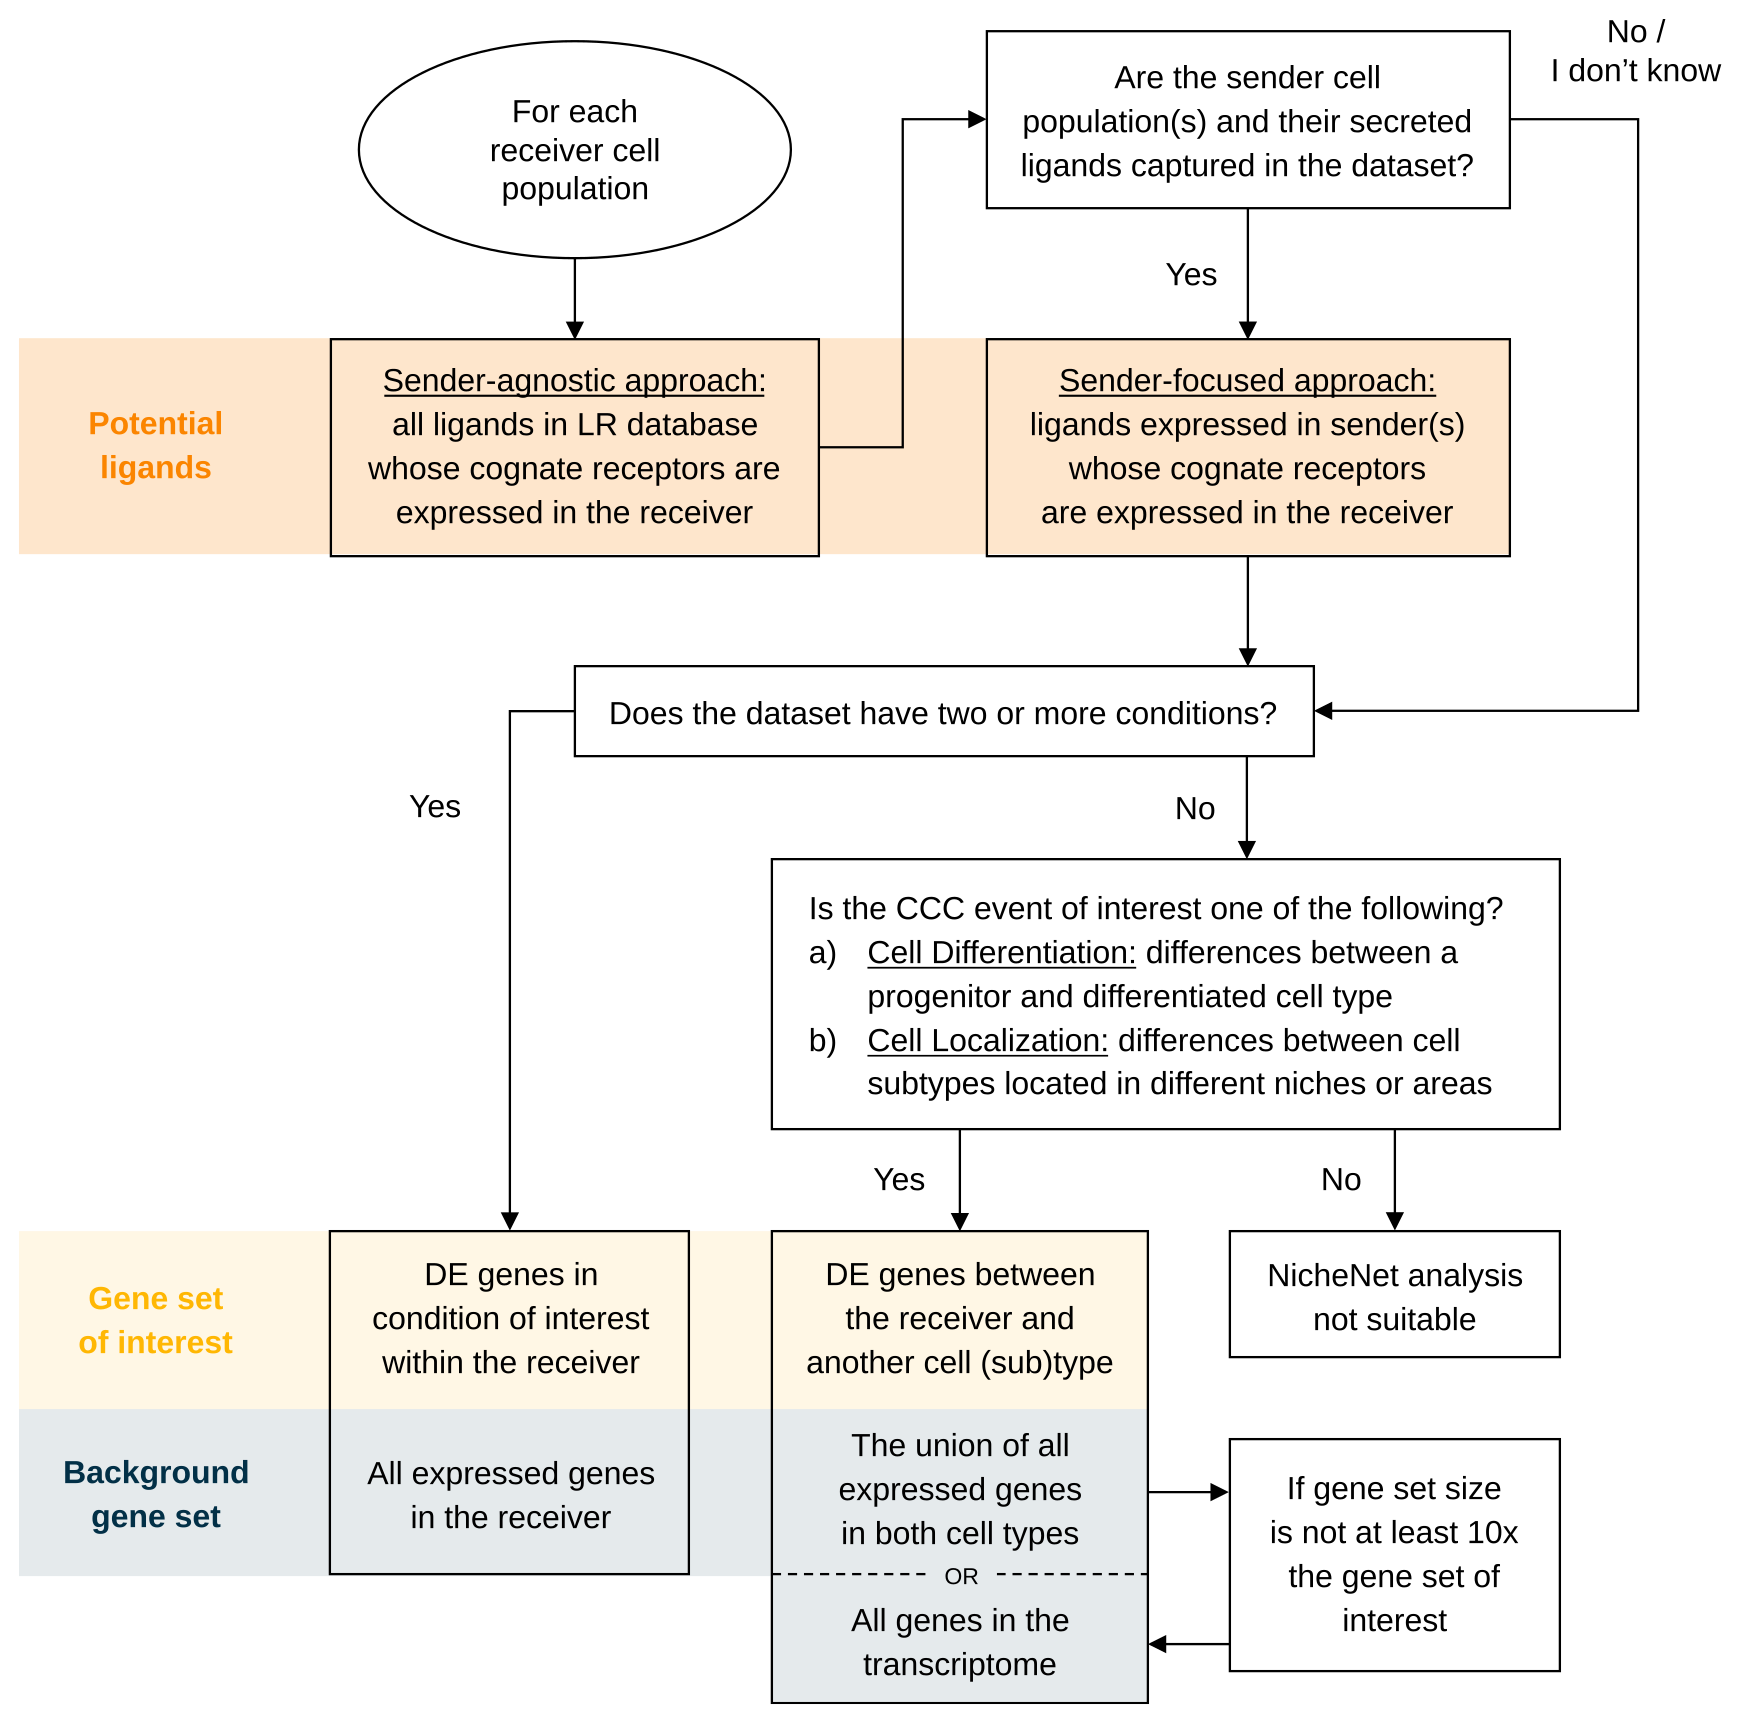 For each
receiver cell
population
Are the sender cell
population(s) and their secreted
ligands captured in the dataset?
No /
I don’t know
Yes
Potential
ligands
Sender-agnostic approach:
all ligands in LR database
whose cognate receptors are
expressed in the receiver
Sender-focused approach:
ligands expressed in sender(s)
whose cognate receptors
are expressed in the receiver
Does the dataset have two or more conditions?
Yes
No
Is the CCC event of interest one of the following?
a) Cell Differentiation: differences between a
progenitor and differentiated cell type
b) Cell Localization: differences between cell
subtypes located in different niches or areas
Yes
No
Gene set
of interest
DE genes in
condition of interest
within the receiver
DE genes between
the receiver and
another cell (sub)type
NicheNet analysis
not suitable
Background
gene set
All expressed genes
in the receiver
The union of all
expressed genes
in both cell types
OR
All genes in the
transcriptome
If gene set size
is not at least 10x
the gene set of
interest